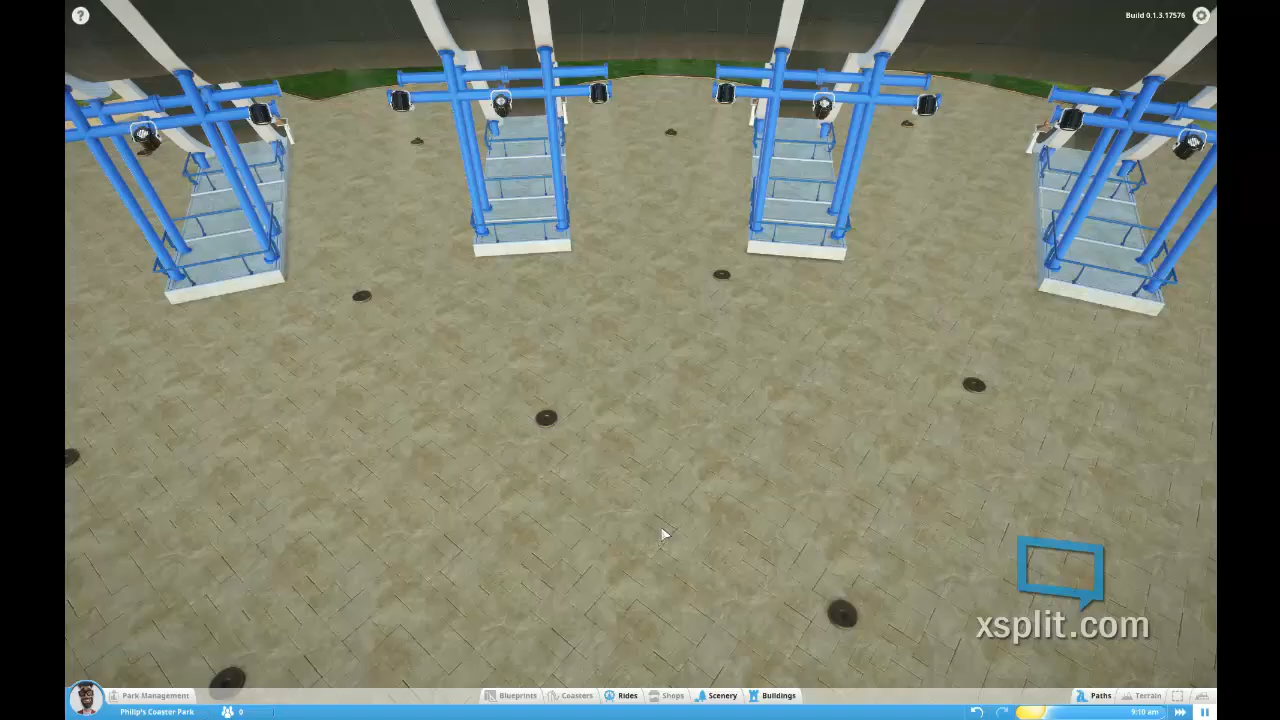 ?
Build 0.1.3.17576
xsplit.com
Park Management
Blueprints Coasters Rides Shops Scenery Buildings
Paths Terrain
Philip's Coaster Park 0
9:10 am